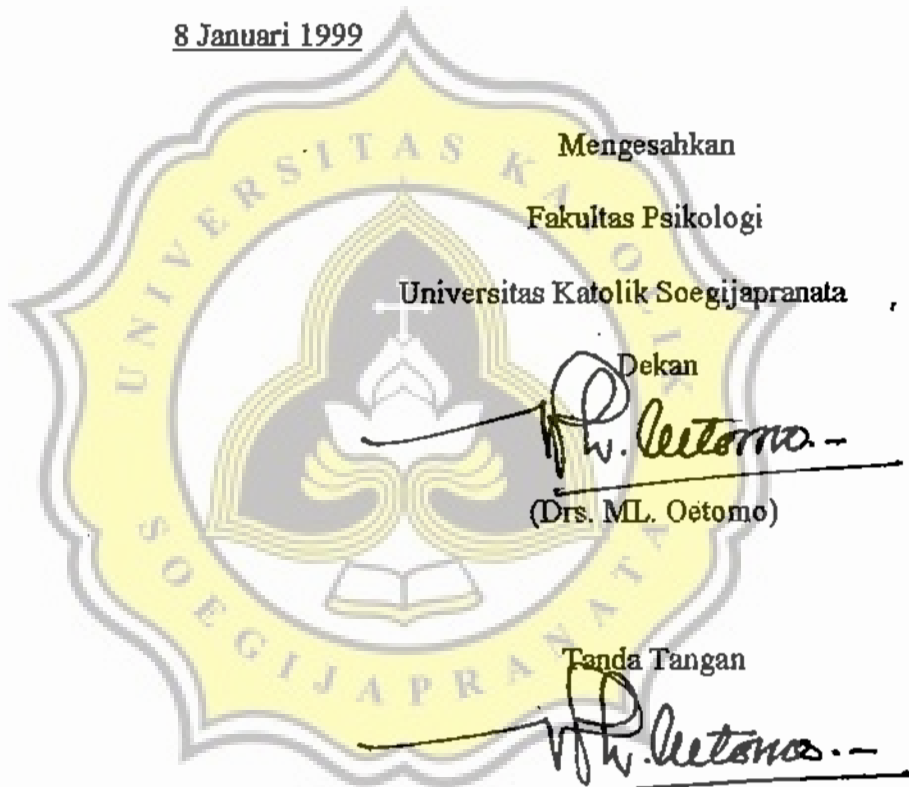 8 Januari 1999
Mengesahkan
Fakultas Psikologi
Universitas Katolik Soegijapranata
Dekan
(Drs. ML. Oetomo)
Tanda Tangan
UNIVERSITAS KATOLIK
SOEGIJAPRANATA